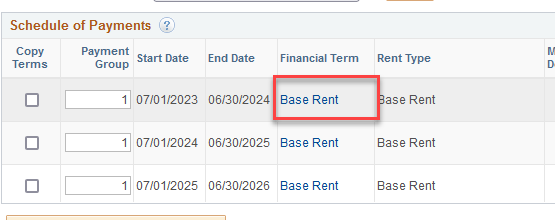 Schedule of Payments ?
Copy Terms Payment Group Start Date End Date Financial Term Rent Type
1 07/01/2023 06/30/2024 Base Rent Base Rent
1 07/01/2024 06/30/2025 Base Rent Base Rent
1 07/01/2025 06/30/2026 Base Rent Base Rent